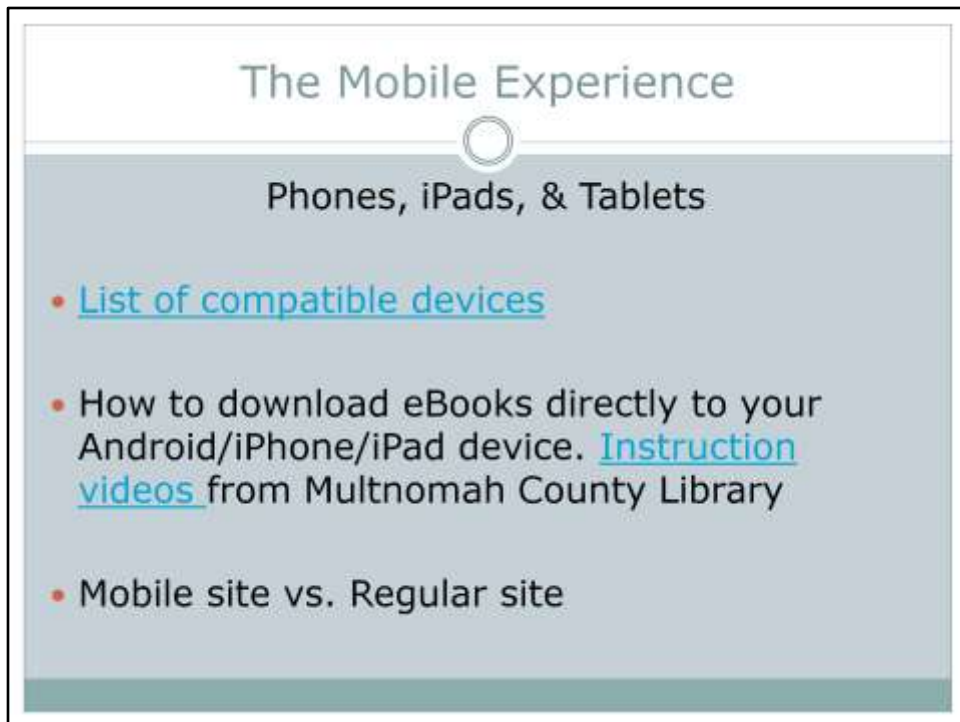 The Mobile Experience
Phones, iPads, & Tablets
• List of compatible devices
• How to download eBooks directly to your
Android/iPhone/iPad device. Instruction
videos from Multnomah County Library
• Mobile site vs. Regular site